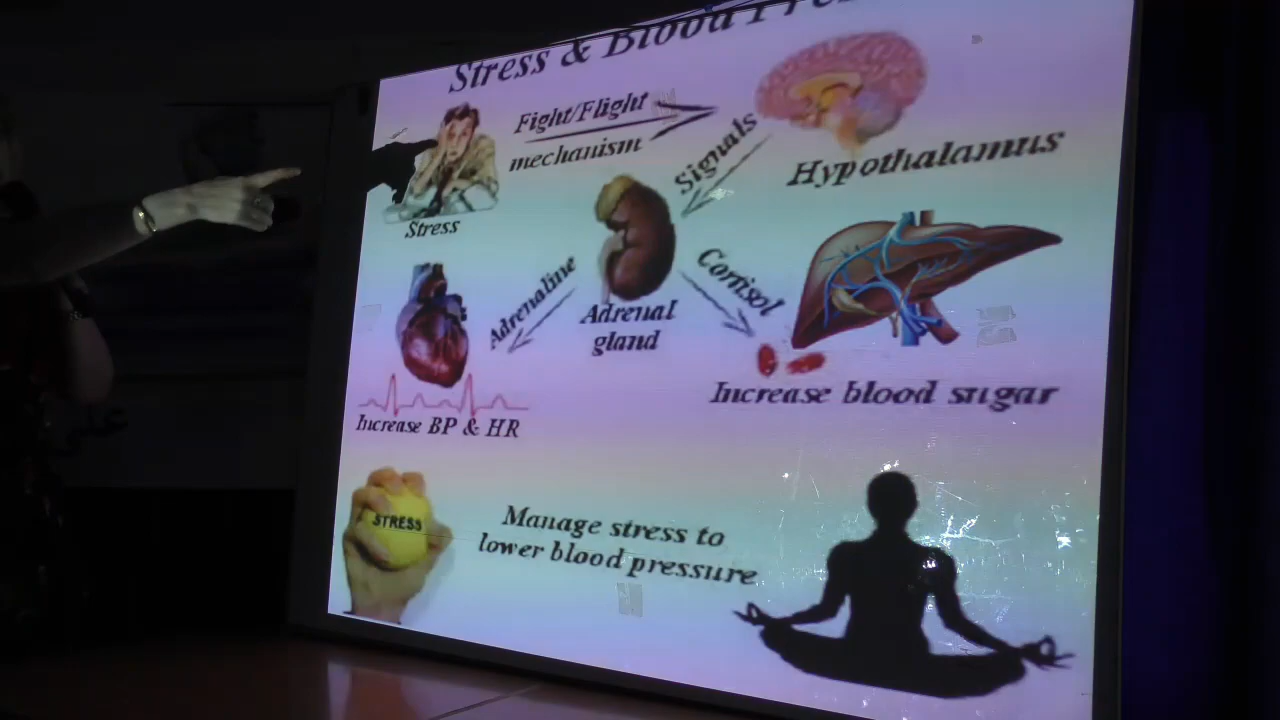 Stress & Blood Pre
Fight/Flight
mechanism
Signals
Hypothalamus
Stress
Adrenaline
Adrenal
gland
Cortisol
Increase BP & HR
Increase blood sugar
STRESS
Manage stress to
lower blood pressure